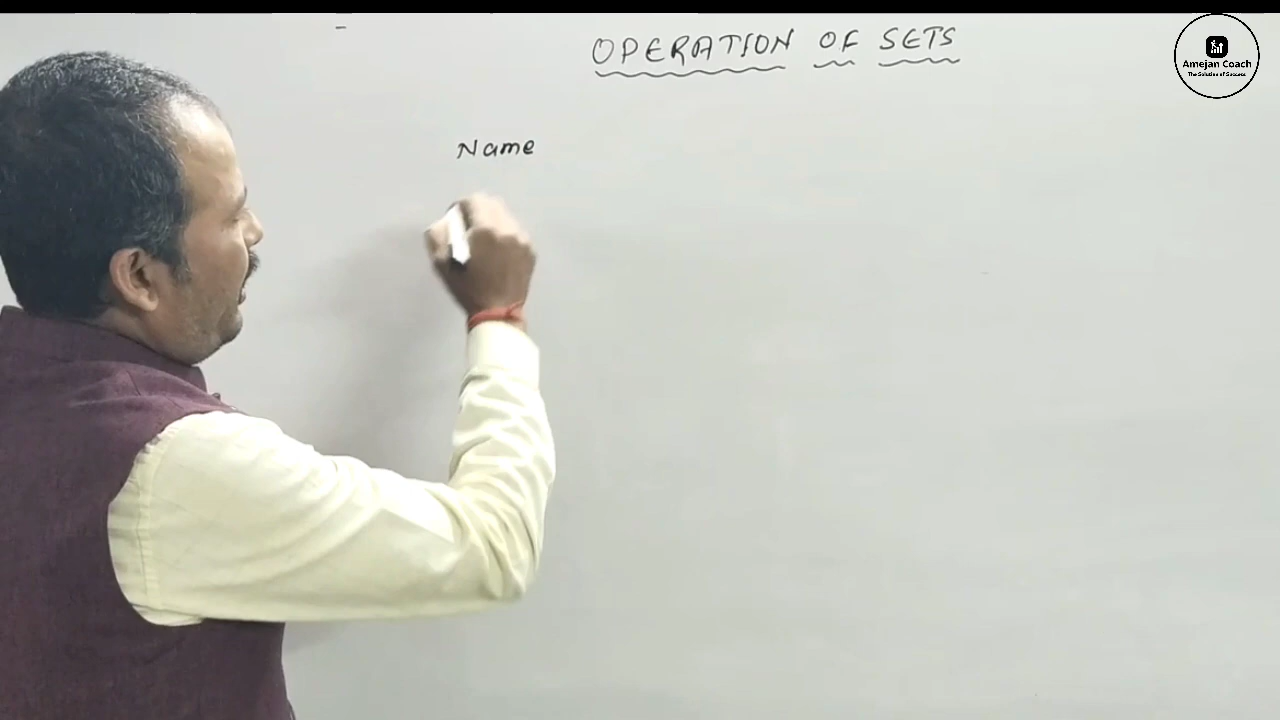 OPERATION OF SETS
Amejan Coach
The Solution of Success
Name